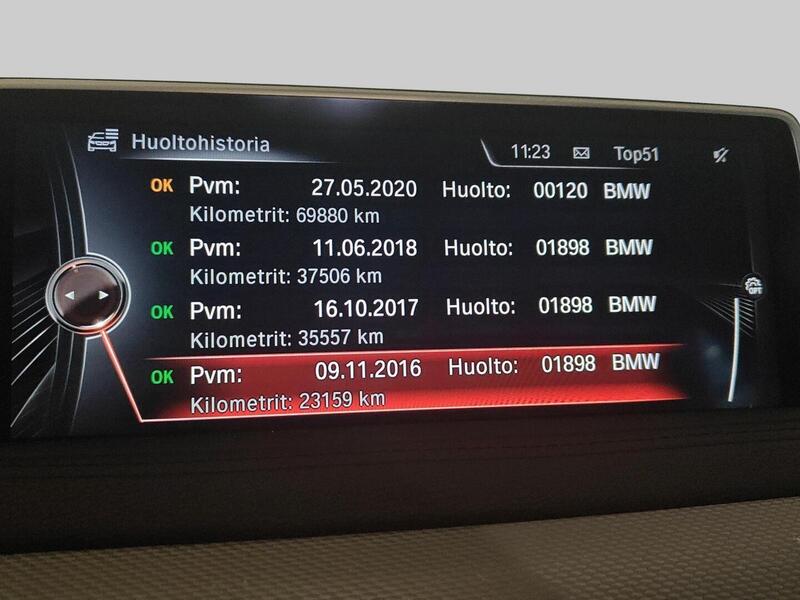 Huoltohistoria
11:23 Top51
OK Pvm: 27.05.2020 Huolto: 00120 BMW
Kilometrit: 69880 km
OK Pvm: 11.06.2018 Huolto: 01898 BMW
Kilometrit: 37506 km
OK Pvm: 16.10.2017 Huolto: 01898 BMW
Kilometrit: 35557 km
OK Pvm: 09.11.2016 Huolto: 01898 BMW
Kilometrit: 23159 km
OPT